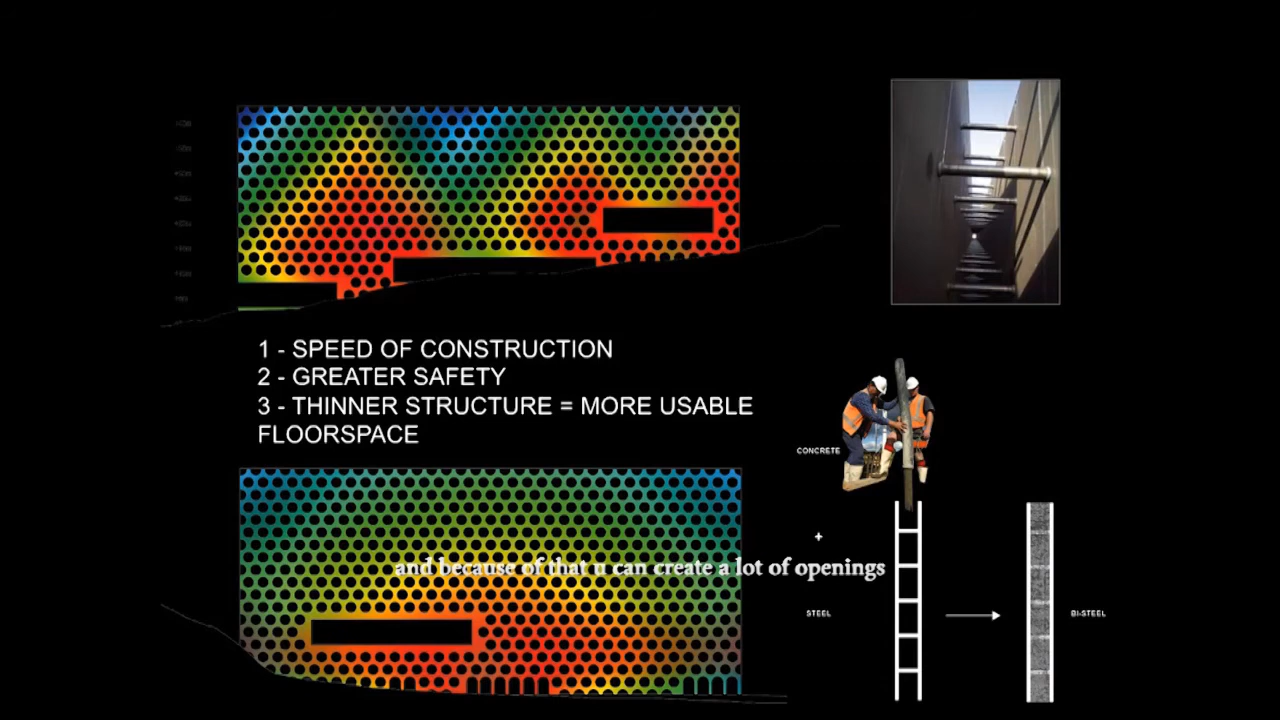 1 - SPEED OF CONSTRUCTION
2 - GREATER SAFETY
3 - THINNER STRUCTURE = MORE USABLE
FLOORSPACE
CONCRETE
+
and because of that u can create a lot of openings
STEEL
BI-STEEL